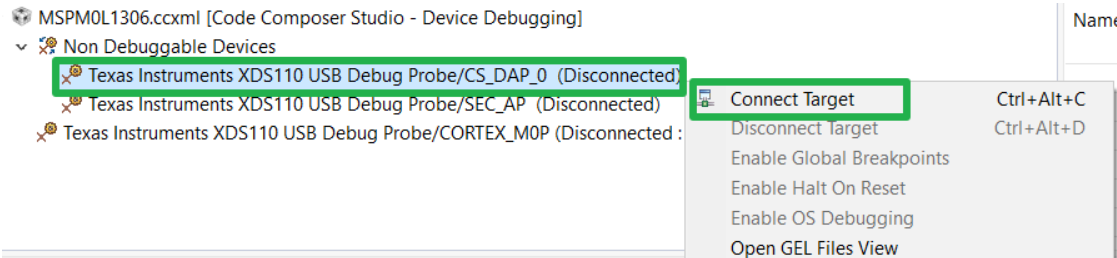 MSPM0L1306.ccxml [Code Composer Studio - Device Debugging]
Non Debuggable Devices
Texas Instruments XDS110 USB Debug Probe/CS_DAP_0 (Disconnected)
Texas Instruments XDS110 USB Debug Probe/SEC_AP (Disconnected)
Texas Instruments XDS110 USB Debug Probe/CORTEX_M0P (Disconnected :
Name
Connect Target Ctrl+Alt+C
Disconnect Target Ctrl+Alt+D
Enable Global Breakpoints
Enable Halt On Reset
Enable OS Debugging
Open GEL Files View